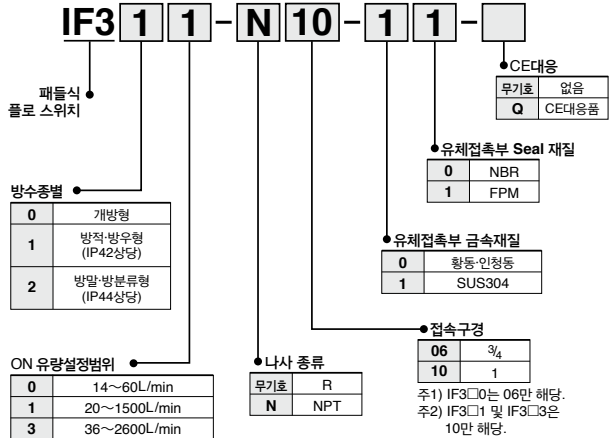 IF3 1 1 - N 10 - 1 1 -
CE대응
무기호 없음
Q CE대응품
패들식
플로 스위치
유체접촉부 Seal 재질
0 NBR
1 FPM
방수종별
0 개방형
1 방적·방우형
(IP42상당)
2 방말·방분류형
(IP44상당)
유체접촉부 금속재질
0 황동·인청동
1 SUS304
접속구경
06 3/4
10 1
주1) IF3□0는 06만 해당.
주2) IF3□1 및 IF3□3은
10만 해당.
나사 종류
무기호 R
N NPT
ON 유량설정범위
0 14~60L/min
1 20~1500L/min
3 36~2600L/min